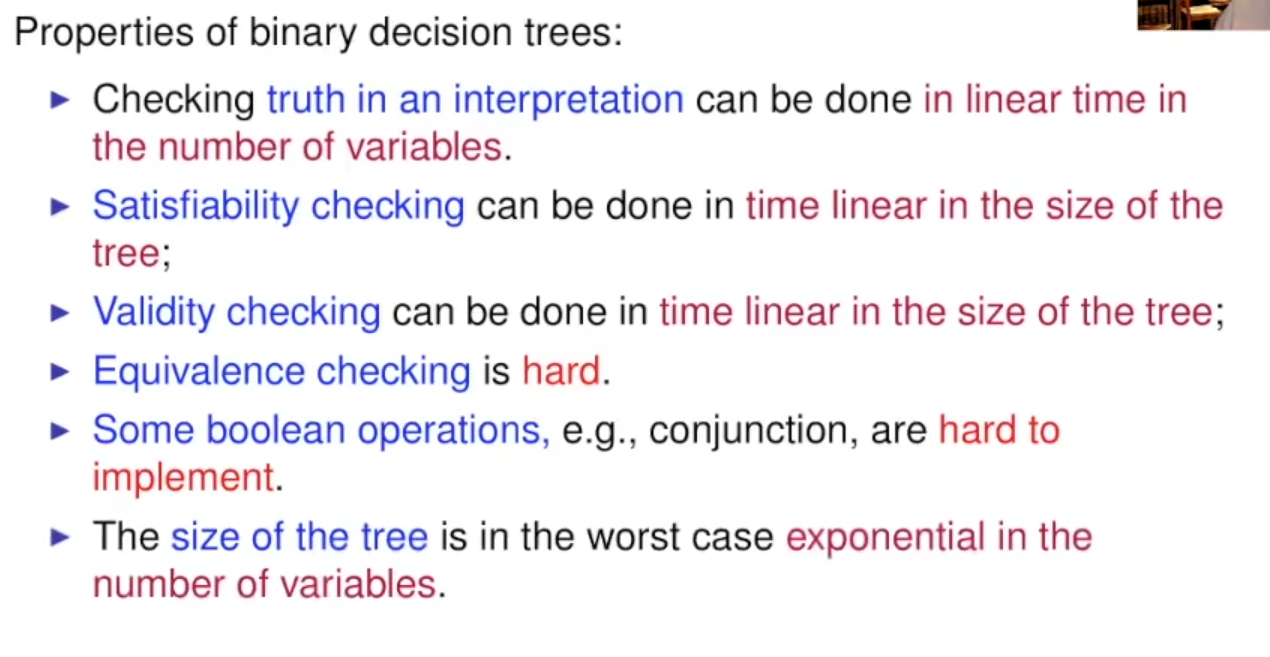 Properties of binary decision trees:
► Checking truth in an interpretation can be done in linear time in
the number of variables.
► Satisfiability checking can be done in time linear in the size of the
tree;
► Validity checking can be done in time linear in the size of the tree;
► Equivalence checking is hard.
► Some boolean operations, e.g., conjunction, are hard to
implement.
► The size of the tree is in the worst case exponential in the
number of variables.